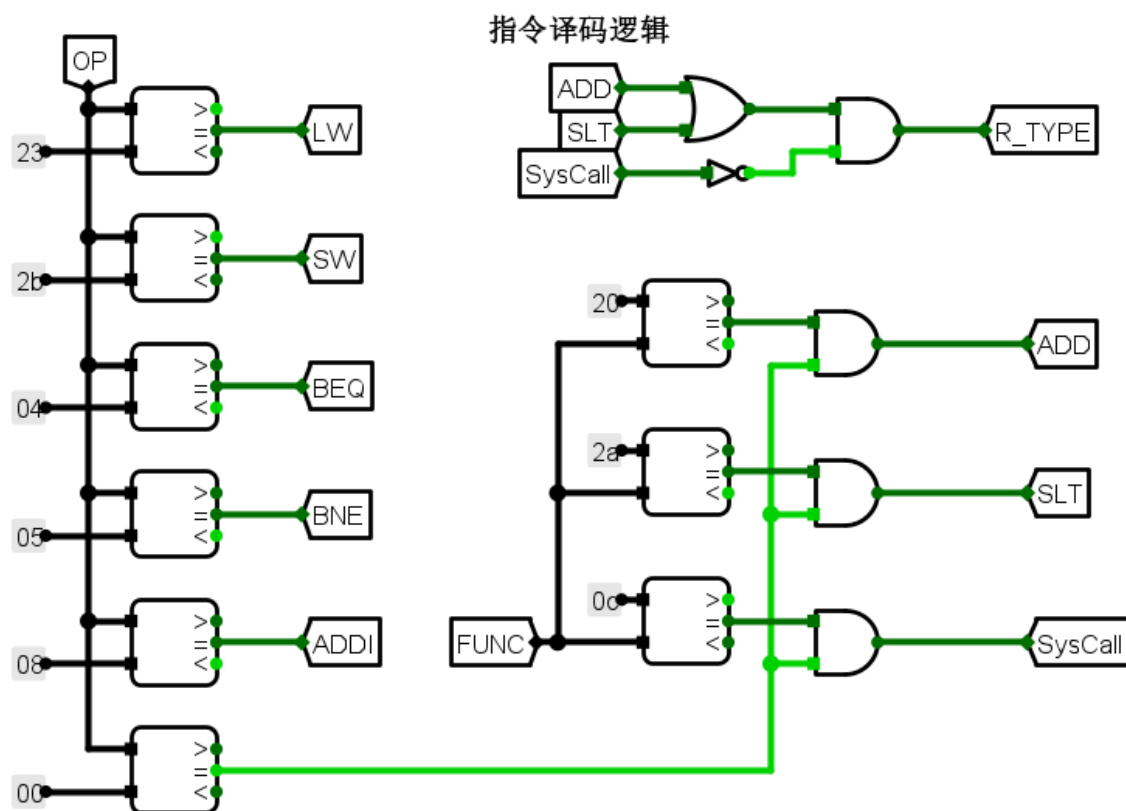 指令译码逻辑
OP
ADD
SLT
SysCall
R_TYPE
23
>
=
<
LW
2b
>
=
<
SW
04
>
=
<
BEQ
05
>
=
<
BNE
08
>
=
<
ADDI
00
>
=
<
20
>
=
<
ADD
2a
>
=
<
SLT
0c
>
=
<
SysCall
FUNC